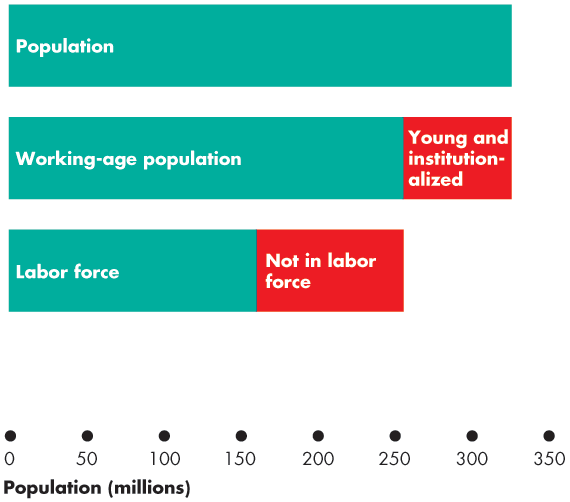 Population
Working-age population
Young and
institution-
alized
Labor force
Not in labor
force
0 50 100 150 200 250 300 350
Population (millions)